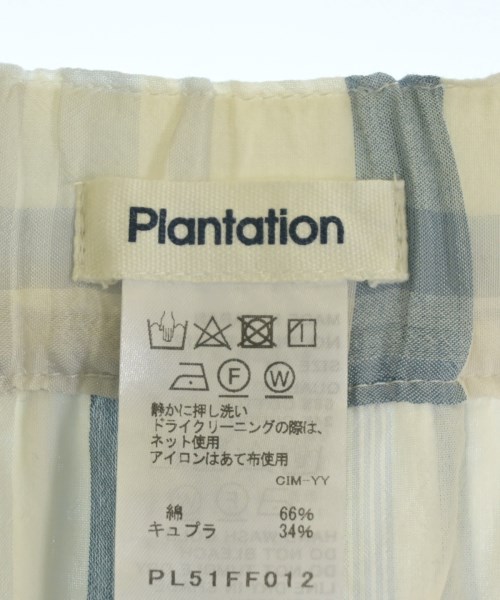 Plantation
F W
静かに押し洗い
ドライクリーニングの際は、
ネット使用
アイロンはあて布使用
CIM-YY
綿 66%
キュプラ 34%
PL51FF012